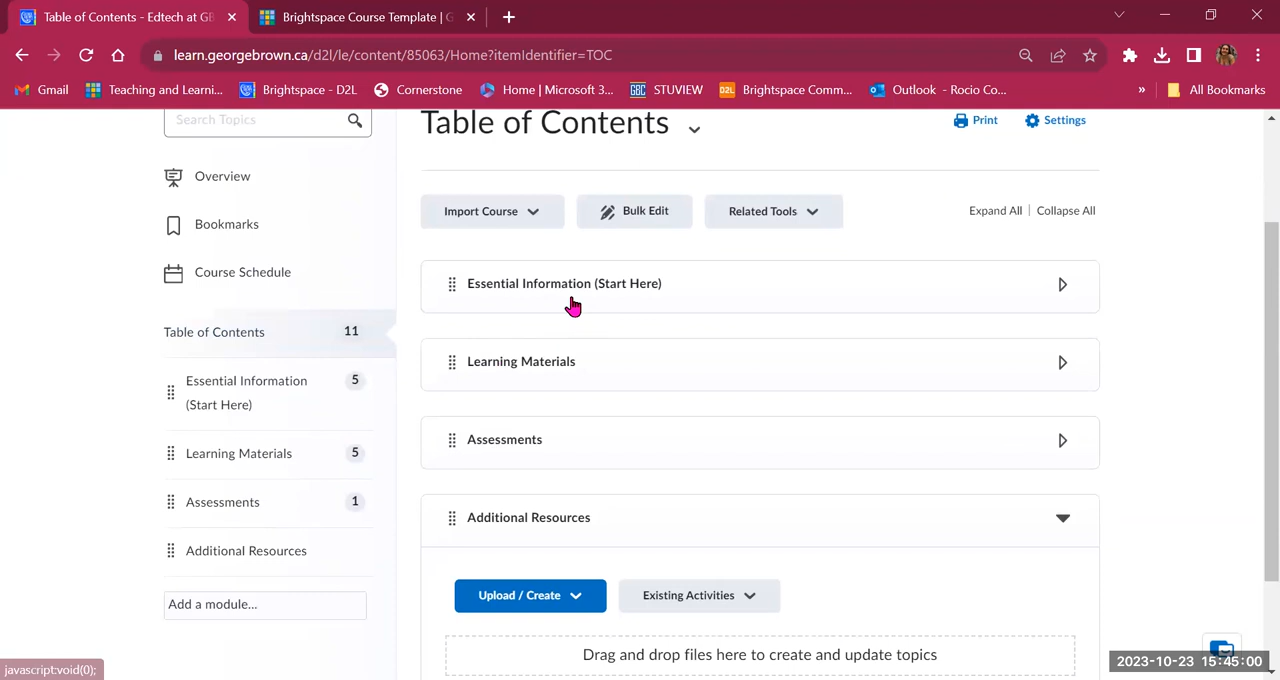 Table of Contents - Edtech at GB
Brightspace Course Template | G
learn.georgebrown.ca/d2l/le/content/85063/Home?itemIdentifier=TOC
Gmail
Teaching and Learni...
Brightspace - D2L
Cornerstone
Home | Microsoft 3...
GBC STUVIEW
D2L Brightspace Comm...
Outlook - Rocio Co...
»
All Bookmarks
Search Topics
Table of Contents
Print
Settings
Overview
Bookmarks
Course Schedule
Table of Contents 11
Essential Information (Start Here) 5
Learning Materials 5
Assessments 1
Additional Resources
Add a module...
Import Course
Bulk Edit
Related Tools
Expand All | Collapse All
Essential Information (Start Here)
Learning Materials
Assessments
Additional Resources
Upload / Create
Existing Activities
Drag and drop files here to create and update topics
javascript:void(0);
2023-10-23 15:45:00